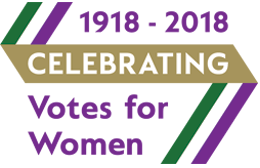 1918 - 2018
CELEBRATING
Votes for
Women